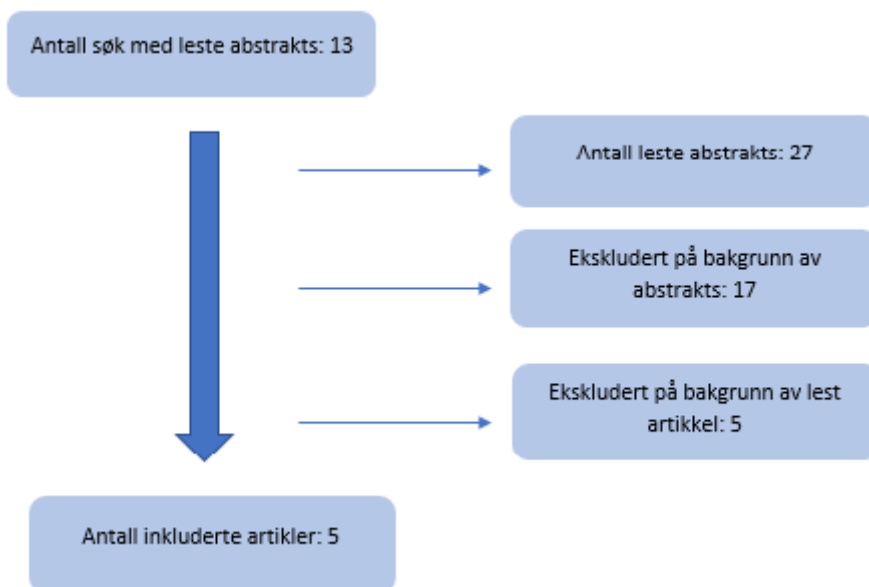 Antall søk med leste abstrakts: 13
Antall leste abstrakts: 27
Ekskludert på bakgrunn av
abstrakts: 17
Ekskludert på bakgrunn av lest
artikkel: 5
Antall inkluderte artikler: 5